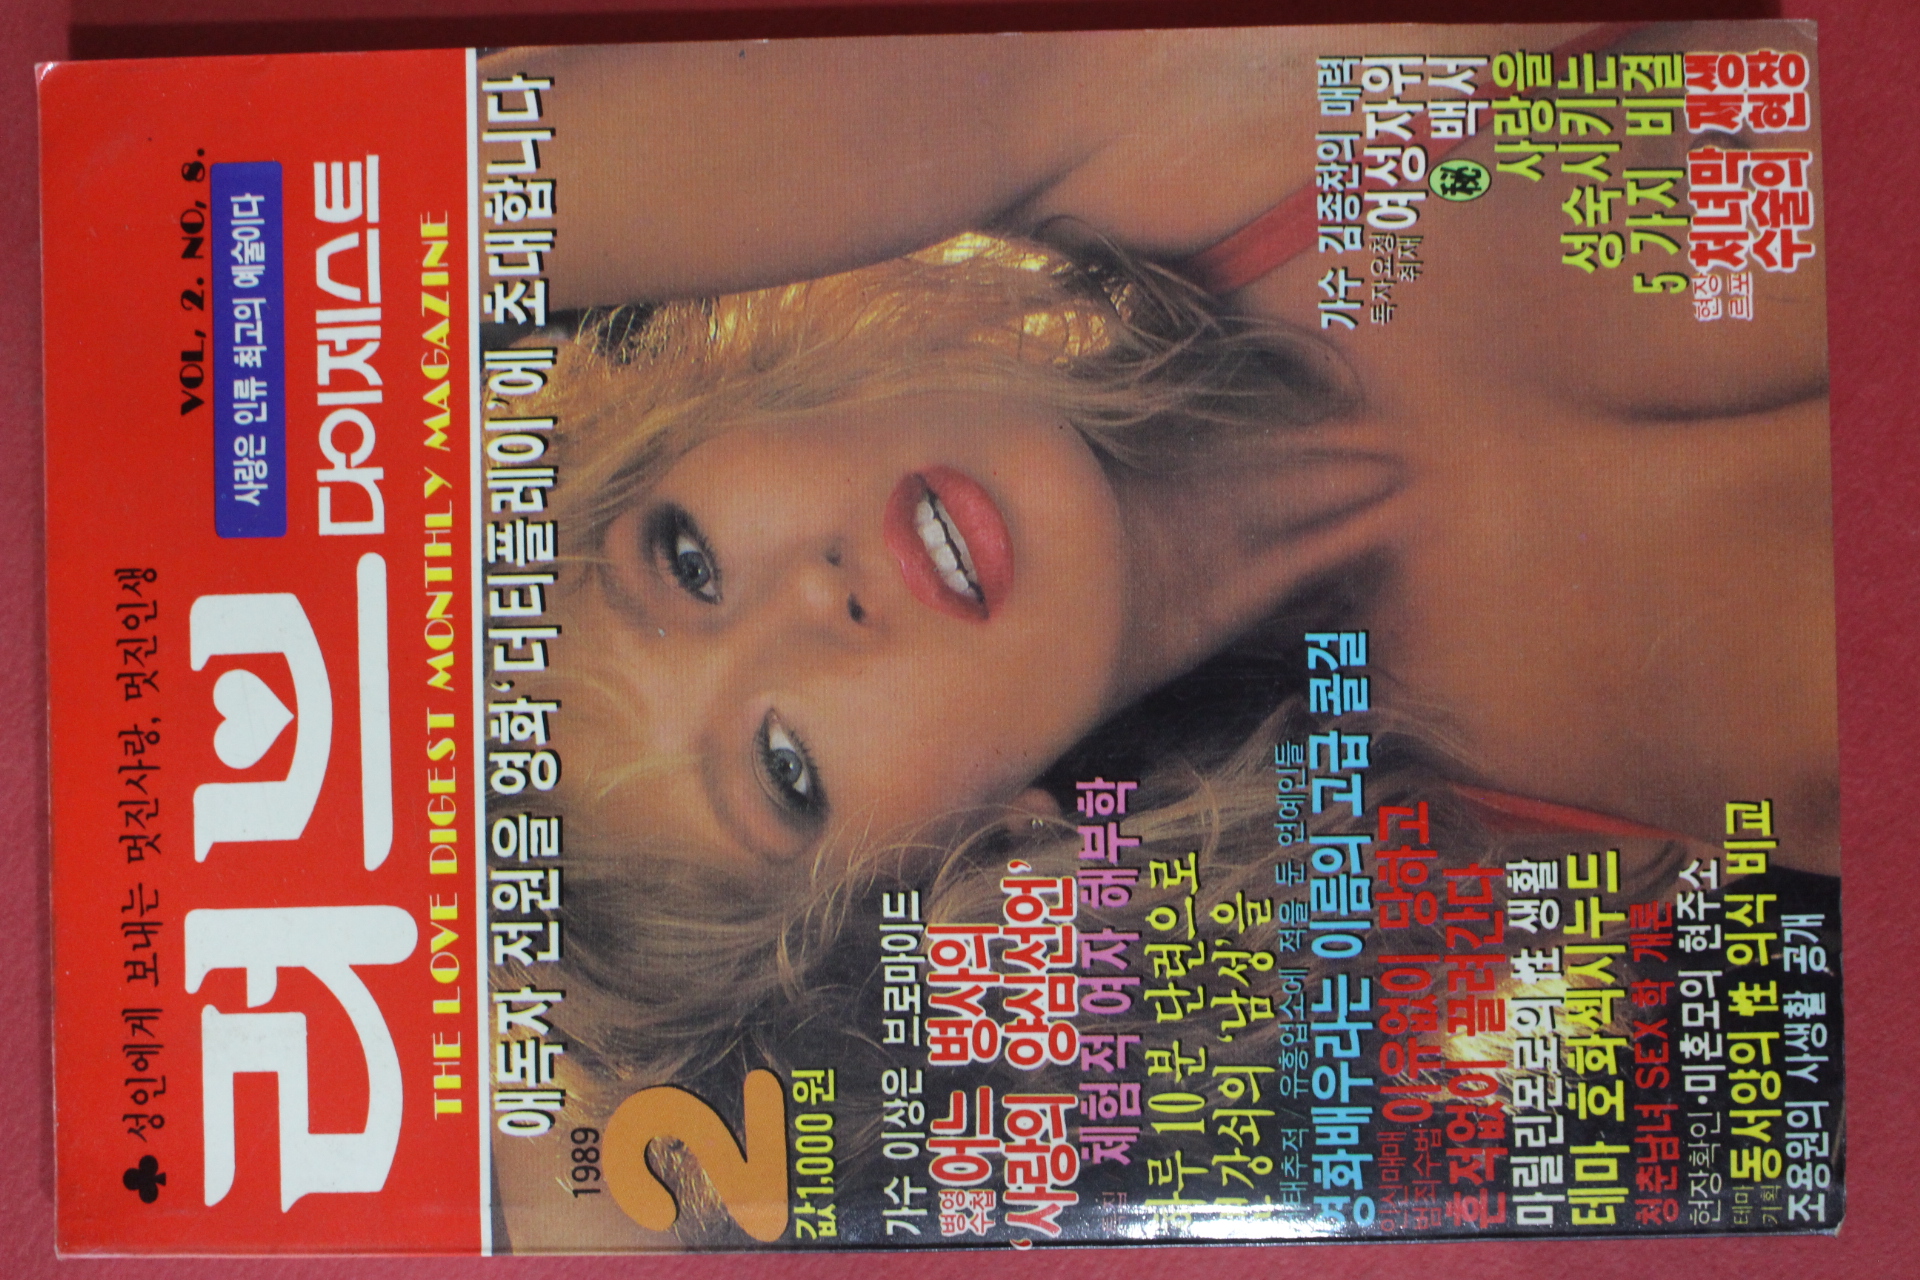 ♣ 성인에게 보내는 멋진사랑, 멋진인생
VOL, 2. NO, 8.
사랑은 인류 최고의 예술이다
러브 다이제스트
THE LOVE DIGEST MONTHLY MAGAZINE
애독자 전원을 영화 '더티플레이'에 초대합니다
1989
2
값1,000원
가수 이상은 브로마이드
병영수첩 어느 병사의
'사랑의 양심선언'
체험적 여자 해부학
하루 10분 단련으로
강쇠의 '남성'을
유흥업소에 적을 둔 연예인들
영화배우라는 이름의 고급 콜걸
인신매매 범죄수법 이유없이 당하고
흔적없이 팔려간다
마릴린몬로의 性 생활
테마 호화섹시누드
청춘남녀 SEX학 개론
현장확인·미혼모의 현주소
테마기획 동서양의 性 의식 비교
조용원의 사생활 공개
가수 김종찬의 매력
독자요청취재 여성자위
秘 백서
사랑을
성숙시키는
5가지 비결
현장르포 처녀막 재생
수술의 현장